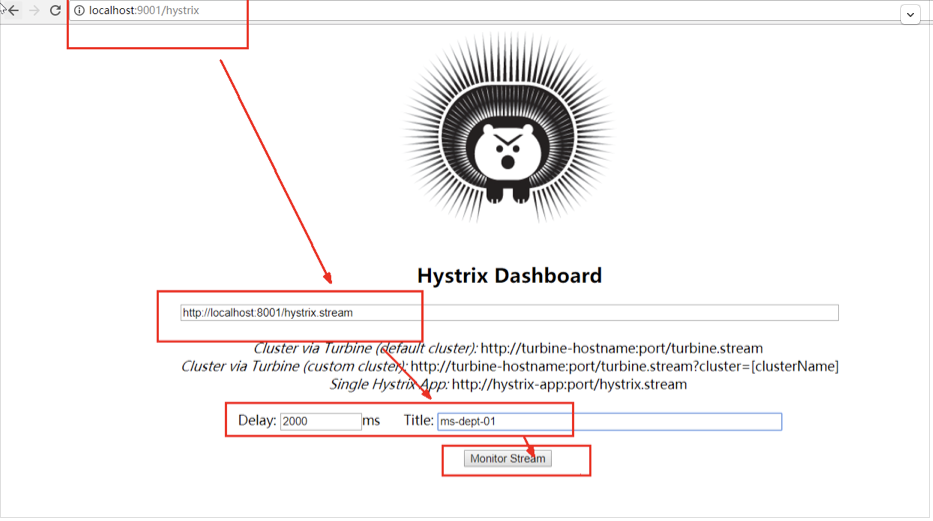 localhost:9001/hystrix
Hystrix Dashboard
http://localhost:8001/hystrix.stream
Cluster via Turbine (default cluster): http://turbine-hostname:port/turbine.stream
Cluster via Turbine (custom cluster): http://turbine-hostname:port/turbine.stream?cluster=[clusterName]
Single Hystrix App: http://hystrix-app:port/hystrix.stream
Delay: 2000 ms Title: ms-dept-01
Monitor Stream